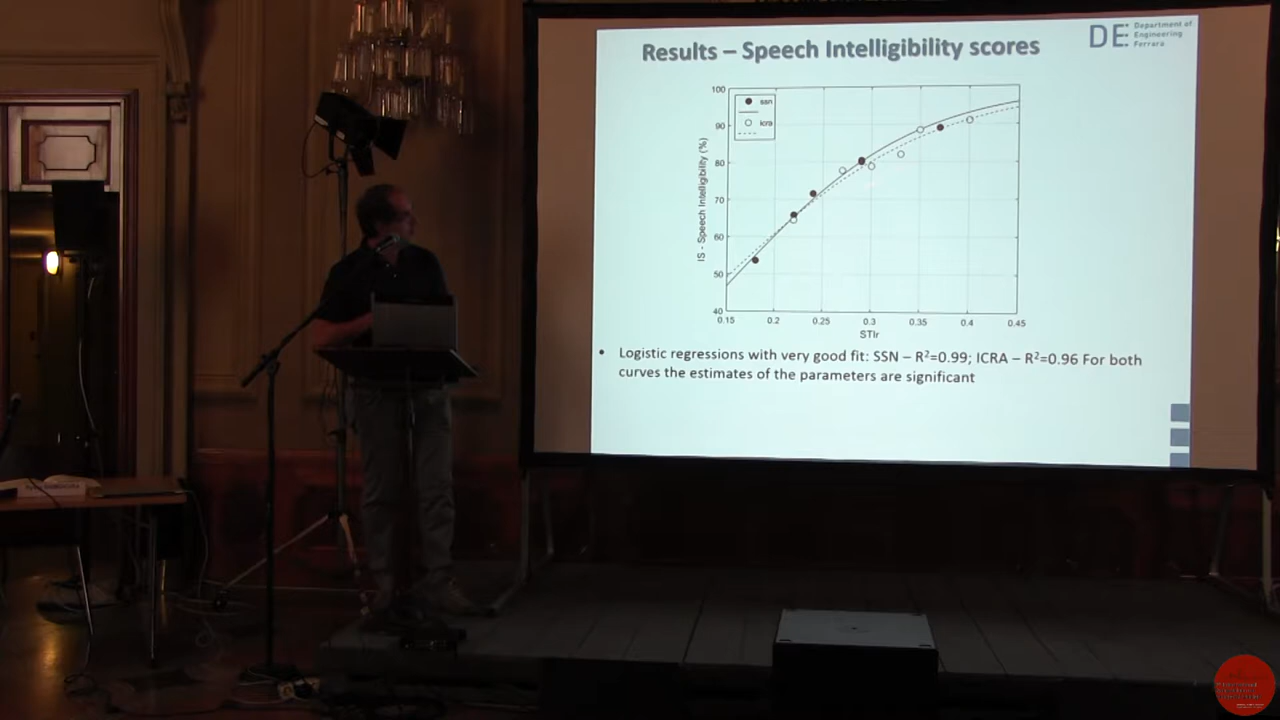 Results – Speech Intelligibility scores
DE
Department of
Engineering
Ferrara
100
90
80
70
60
50
40
ssn
icra
IS - Speech Intelligibility (%)
0.15
0.2
0.25
0.3
0.35
0.4
0.45
STIr
• Logistic regressions with very good fit: SSN – R²=0.99; ICRA – R²=0.96 For both
curves the estimates of the parameters are significant